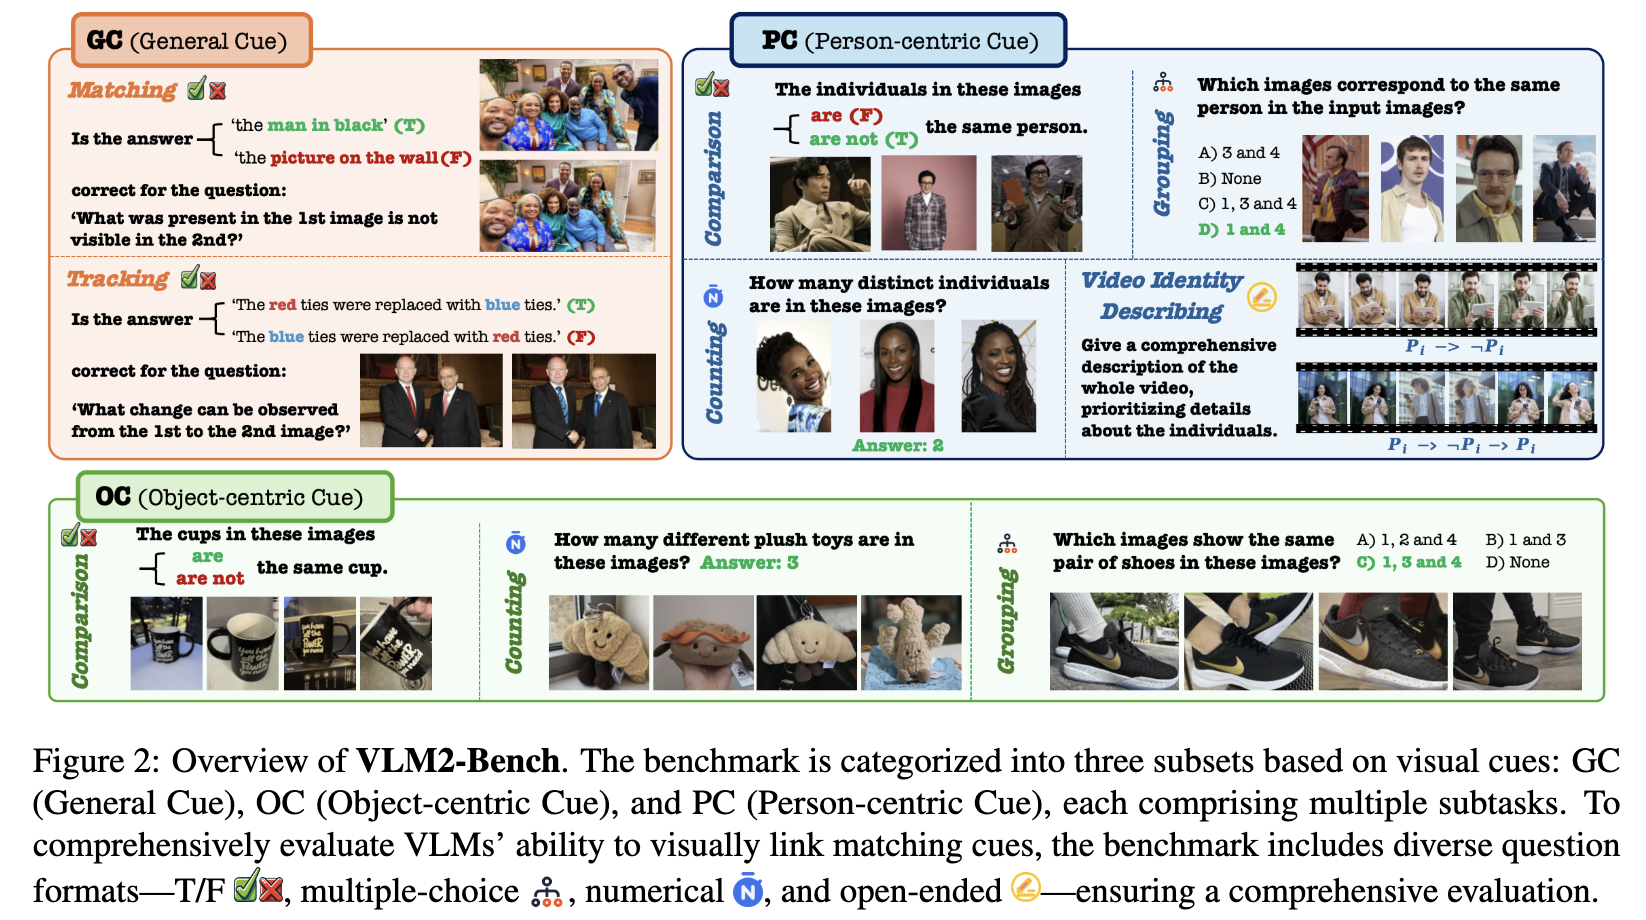 GC (General Cue)
Matching
Is the answer
‘the man in black’ (T)
‘the picture on the wall(F)
correct for the question:
‘What was present in the 1st image is not
visible in the 2nd?’
Tracking
Is the answer
‘The red ties were replaced with blue ties.’ (T)
‘The blue ties were replaced with red ties.’ (F)
correct for the question:
‘What change can be observed
from the 1st to the 2nd image?’
PC (Person-centric Cue)
Comparison
The individuals in these images
are (F)
are not (T)
the same person.
Grouping
Which images correspond to the same
person in the input images?
A) 3 and 4
B) None
C) 1, 3 and 4
D) 1 and 4
N
Counting
How many distinct individuals
are in these images?
Answer: 2
Video Identity
Describing
Give a comprehensive
description of the
whole video,
prioritizing details
about the individuals.
P_i -> ¬P_i
P_i -> ¬P_i -> P_i
OC (Object-centric Cue)
Comparison
The cups in these images
are
are not
the same cup.
you have
all the
POWER
you need
N
Counting
How many different plush toys are in
these images? Answer: 3
Grouping
Which images show the same
pair of shoes in these images?
A) 1, 2 and 4 B) 1 and 3
C) 1, 3 and 4 D) None
Figure 2: Overview of VLM2-Bench. The benchmark is categorized into three subsets based on visual cues: GC
(General Cue), OC (Object-centric Cue), and PC (Person-centric Cue), each comprising multiple subtasks. To
comprehensively evaluate VLMs’ ability to visually link matching cues, the benchmark includes diverse question
formats—T/F , multiple-choice , numerical N, and open-ended —ensuring a comprehensive evaluation.